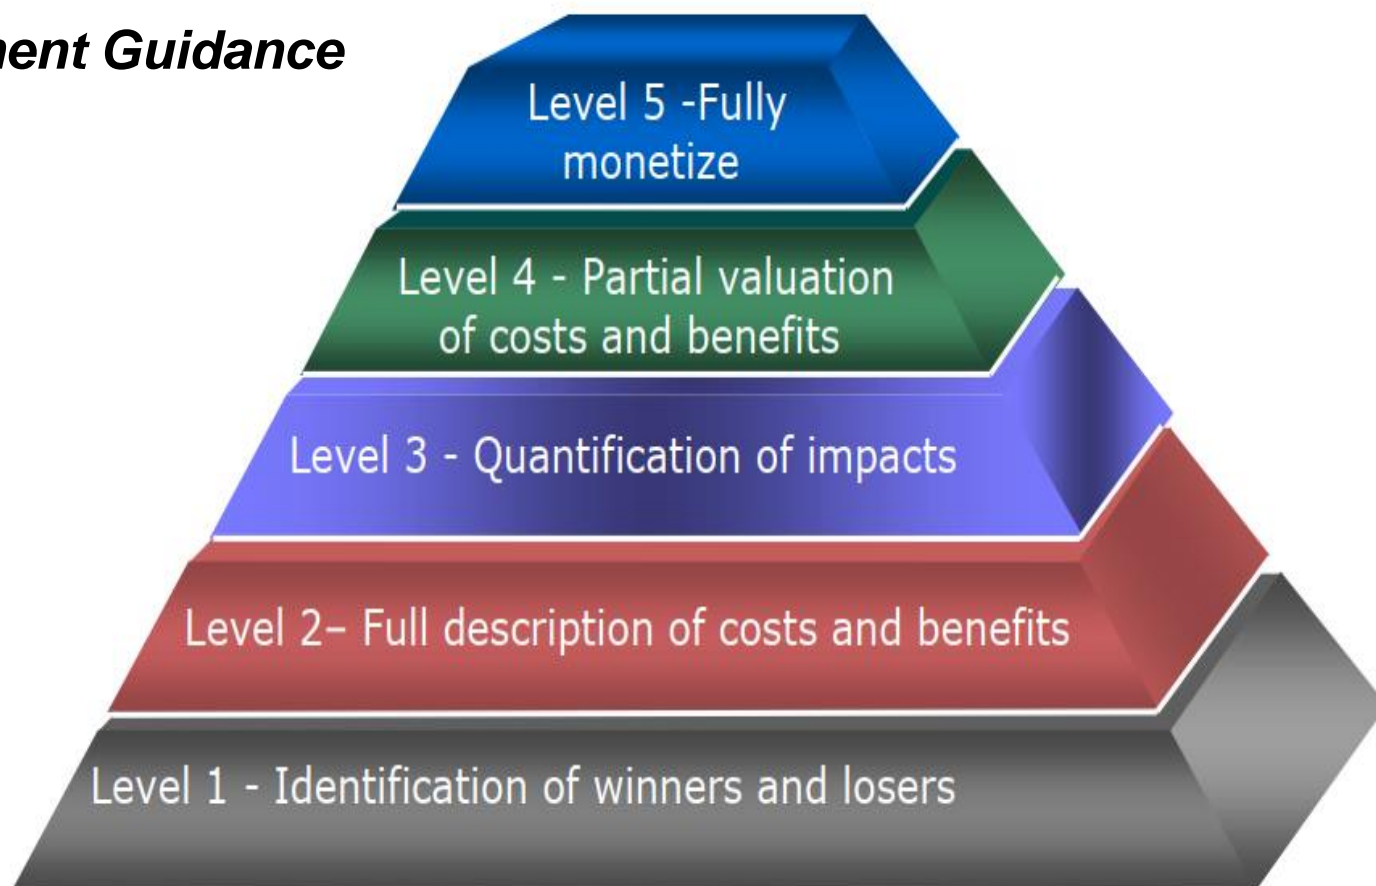 ment Guidance
Level 5 -Fully
monetize
Level 4 - Partial valuation
of costs and benefits
Level 3 - Quantification of impacts
Level 2– Full description of costs and benefits
Level 1 - Identification of winners and losers